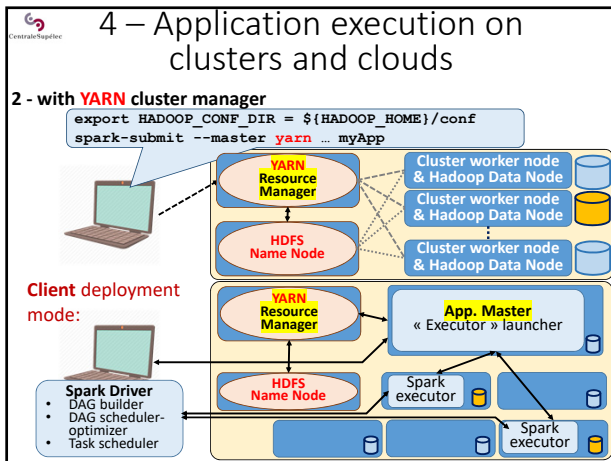 CentraleSupélec
4 – Application execution on
clusters and clouds
2 - with YARN cluster manager
export HADOOP_CONF_DIR = ${HADOOP_HOME}/conf
spark-submit --master yarn … myApp
YARN
Resource
Manager
HDFS
Name Node
Cluster worker node
& Hadoop Data Node
Cluster worker node
& Hadoop Data Node
Cluster worker node
& Hadoop Data Node
Client deployment
mode:
YARN
Resource
Manager
App. Master
« Executor » launcher
HDFS
Name Node
Spark
executor
Spark
executor
Spark Driver
• DAG builder
• DAG scheduler-
optimizer
• Task scheduler